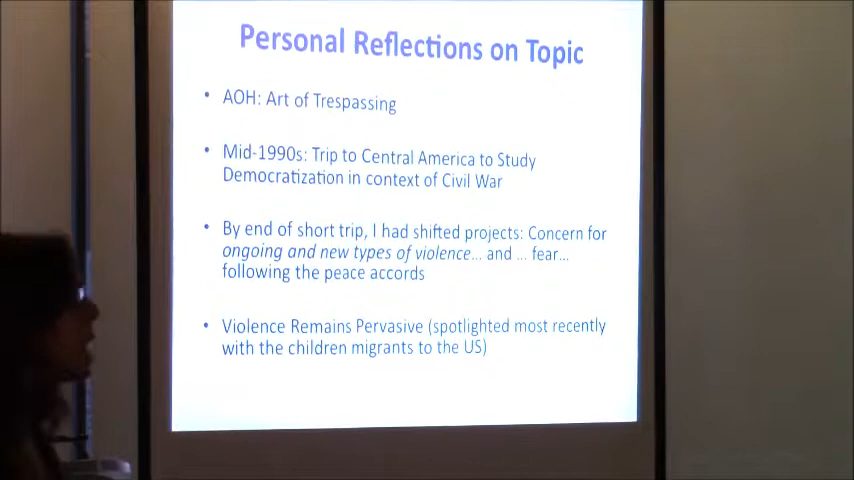 Personal Reflections on Topic
• AOH: Art of Trespassing
• Mid-1990s: Trip to Central America to Study
Democratization in context of Civil War
• By end of short trip, I had shifted projects: Concern for
ongoing and new types of violence... and ... fear...
following the peace accords
• Violence Remains Pervasive (spotlighted most recently
with the children migrants to the US)